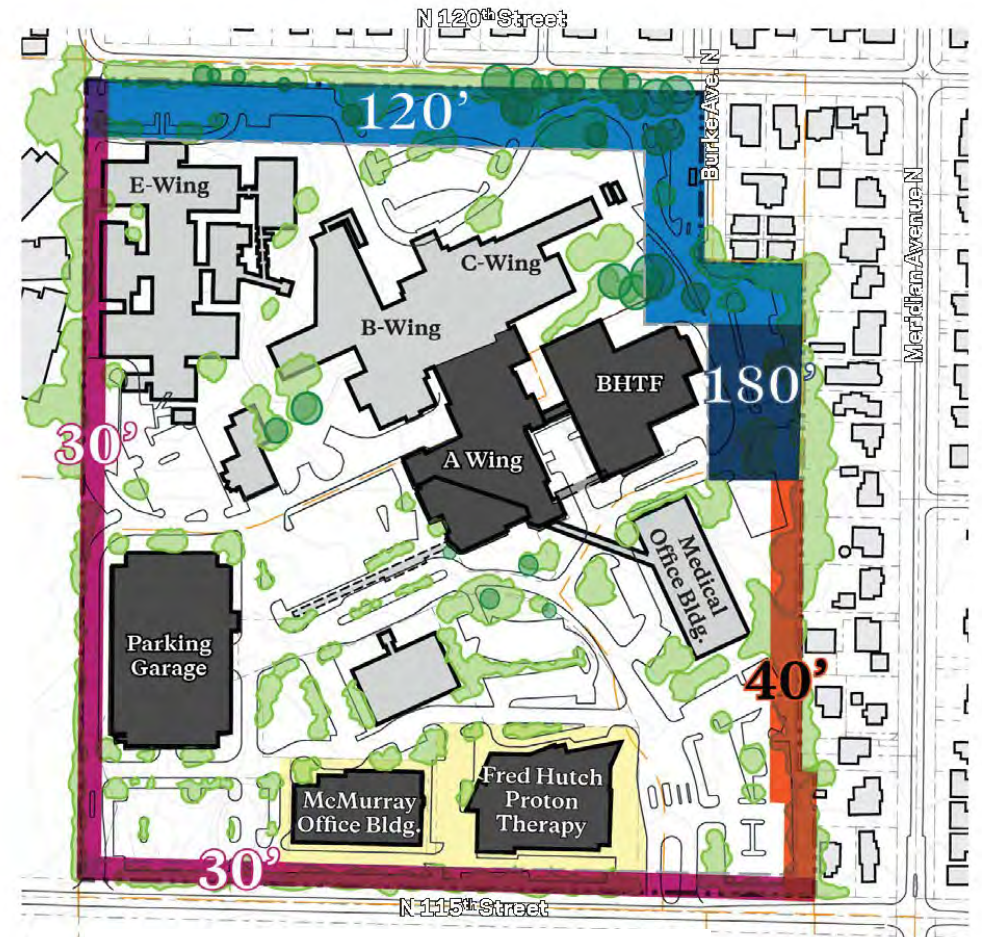 N 120th Street
120'
Burke Ave. N
E-Wing
C-Wing
B-Wing
Meridian Avenue N
BHTF
180'
30'
A Wing
Medical
Office Bldg.
Parking
Garage
40'
McMurray
Office Bldg.
Fred Hutch
Proton
Therapy
30'
N 115th Street